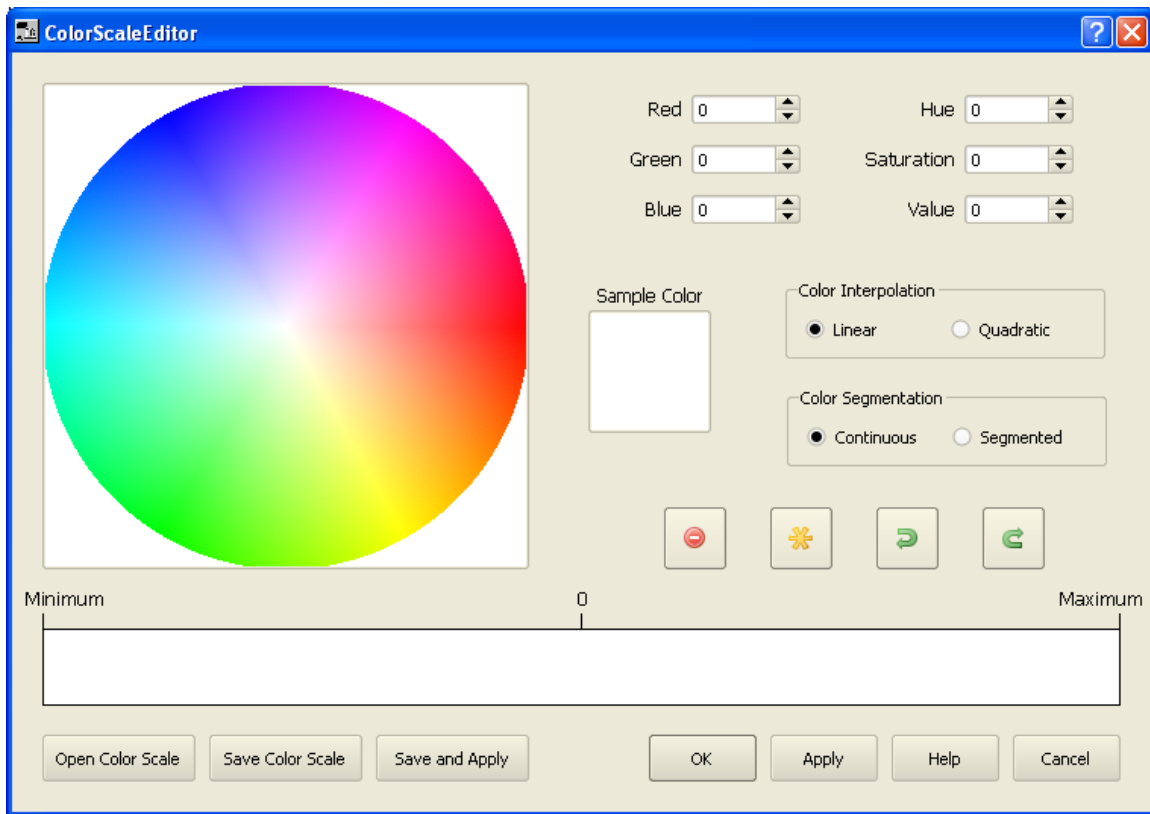 ColorScaleEditor
Red 0 Hue 0
Green 0 Saturation 0
Blue 0 Value 0
Sample Color
Color Interpolation
Linear Quadratic
Color Segmentation
Continuous Segmented
Minimum 0 Maximum
Open Color Scale Save Color Scale Save and Apply OK Apply Help Cancel